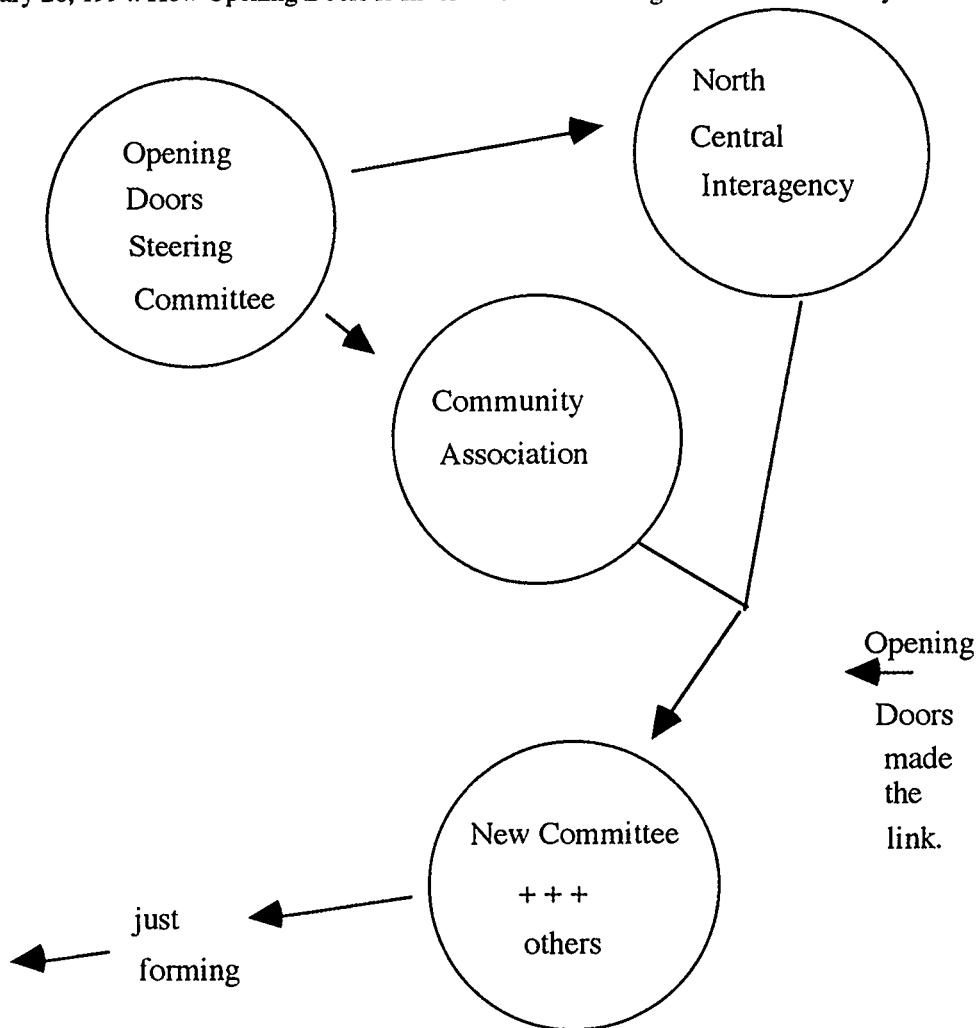 Opening
Doors
Steering
Committee
North
Central
Interagency
Community
Association
Opening
Doors
made
the
link.
New Committee
+ + +
others
just
forming